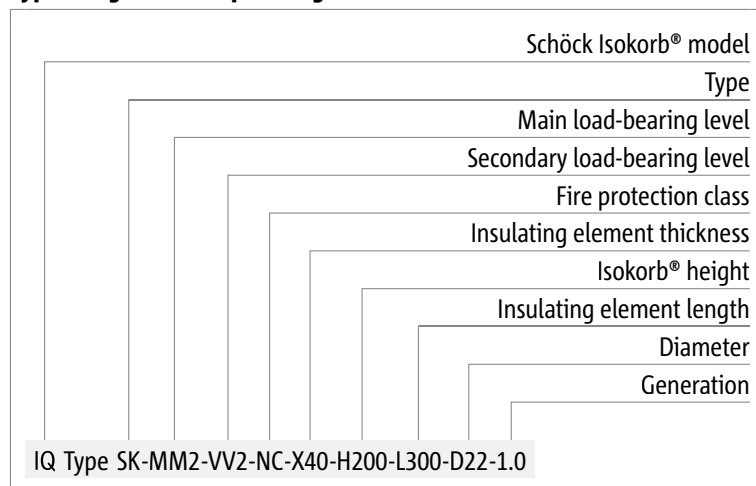 Schöck Isokorb® model
Type
Main load-bearing level
Secondary load-bearing level
Fire protection class
Insulating element thickness
Isokorb® height
Insulating element length
Diameter
Generation
IQ Type SK-MM2-VV2-NC-X40-H200-L300-D22-1.0